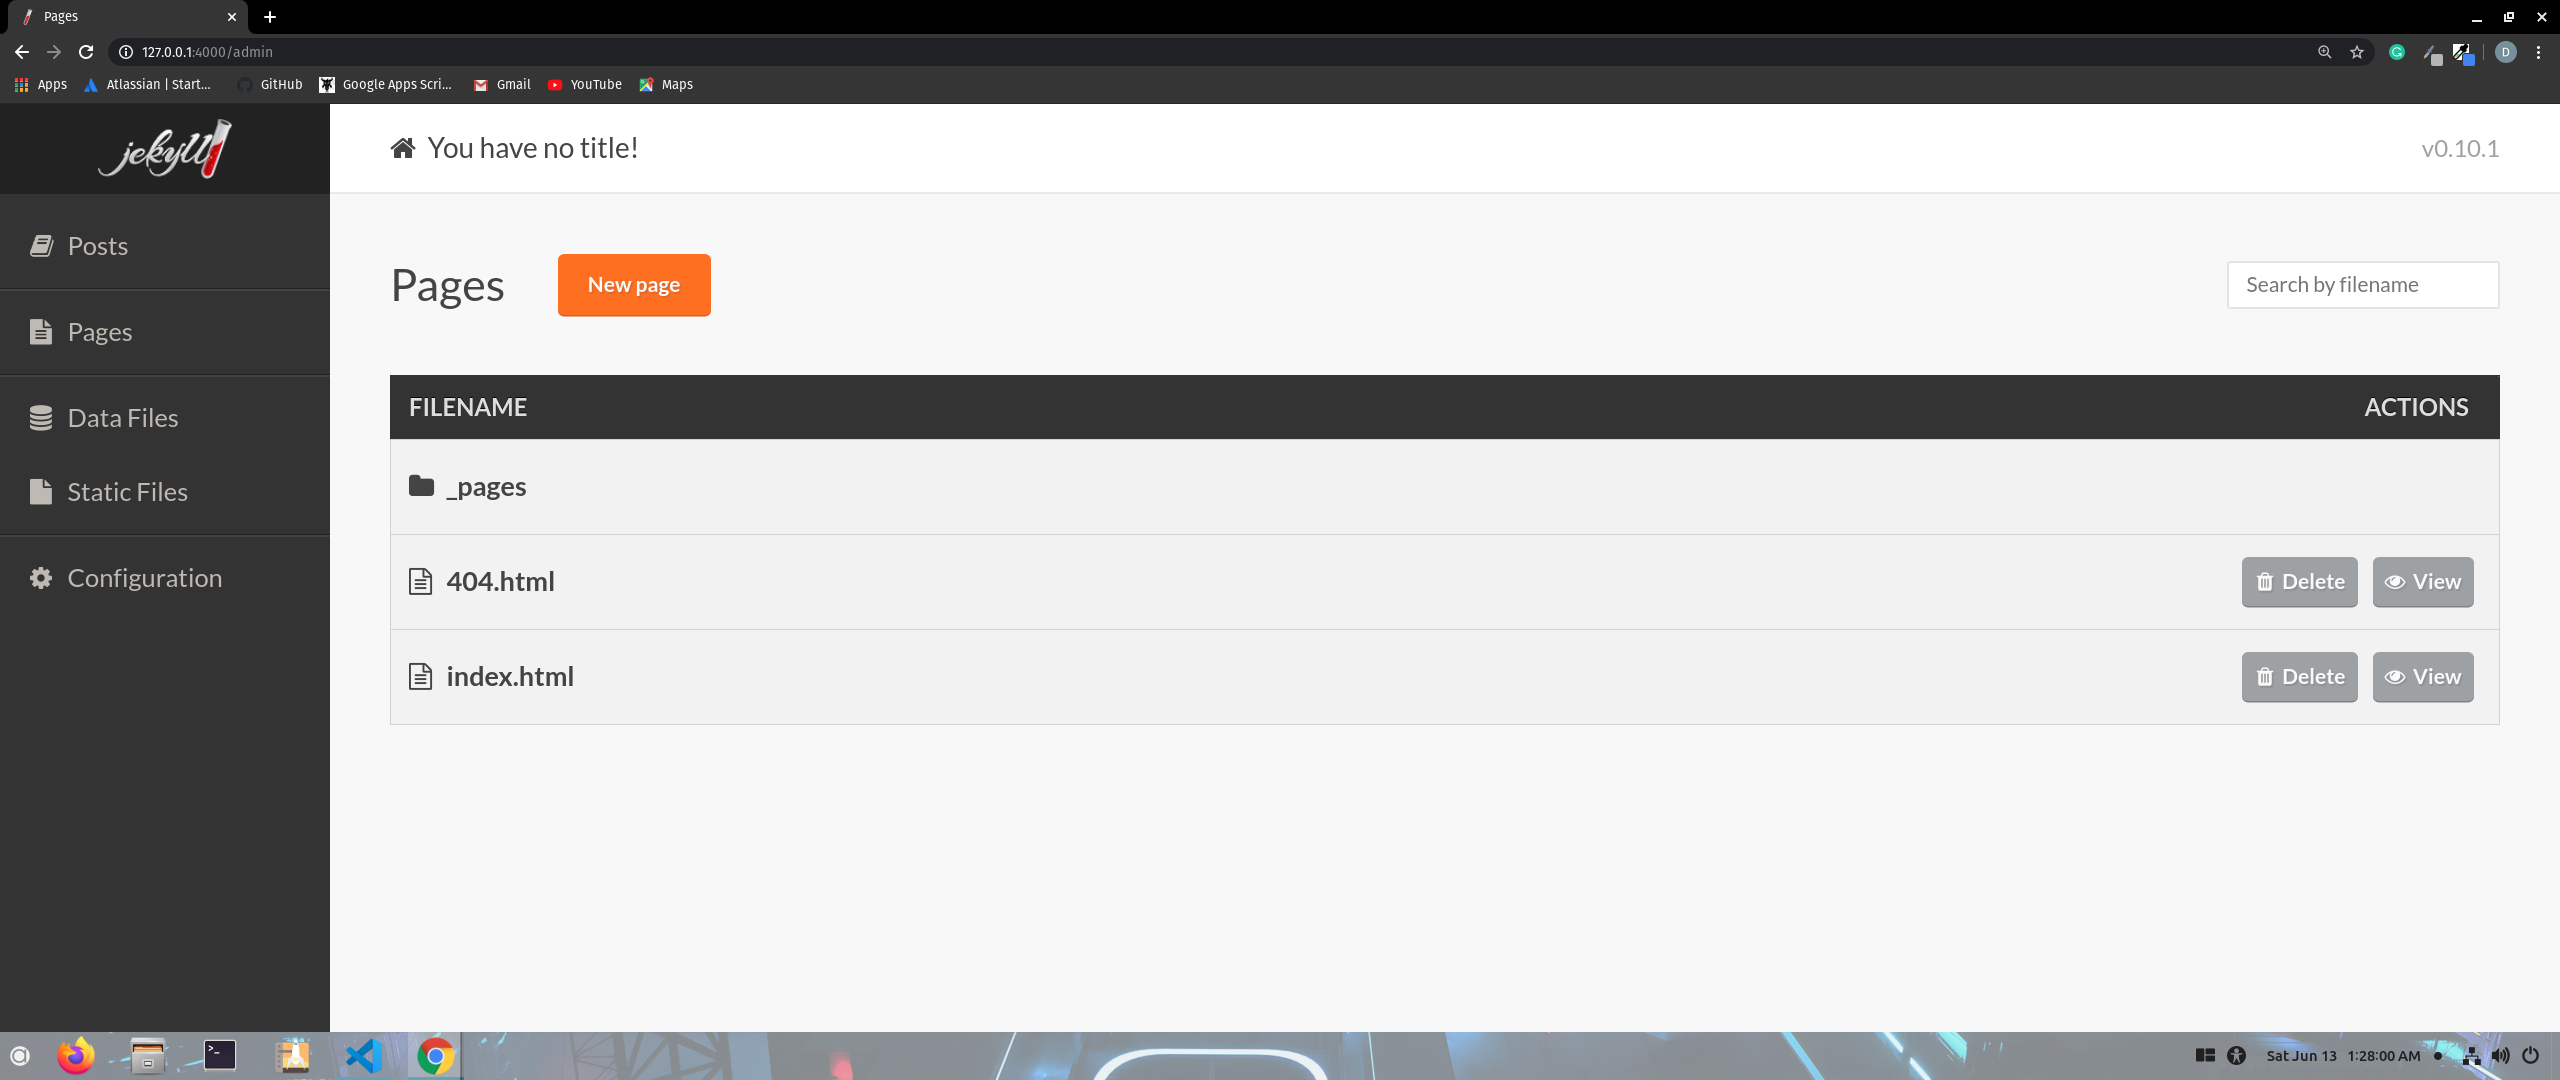 Pages
127.0.0.1:4000/admin
D
Apps
Atlassian | Start...
GitHub
Google Apps Scri...
Gmail
YouTube
Maps
jekyll
You have no title!
v0.10.1
Posts
Pages
Data Files
Static Files
Configuration
Pages
New page
Search by filename
FILENAME
ACTIONS
_pages
404.html
Delete
View
index.html
Delete
View
Sat Jun 13 1:28:00 AM